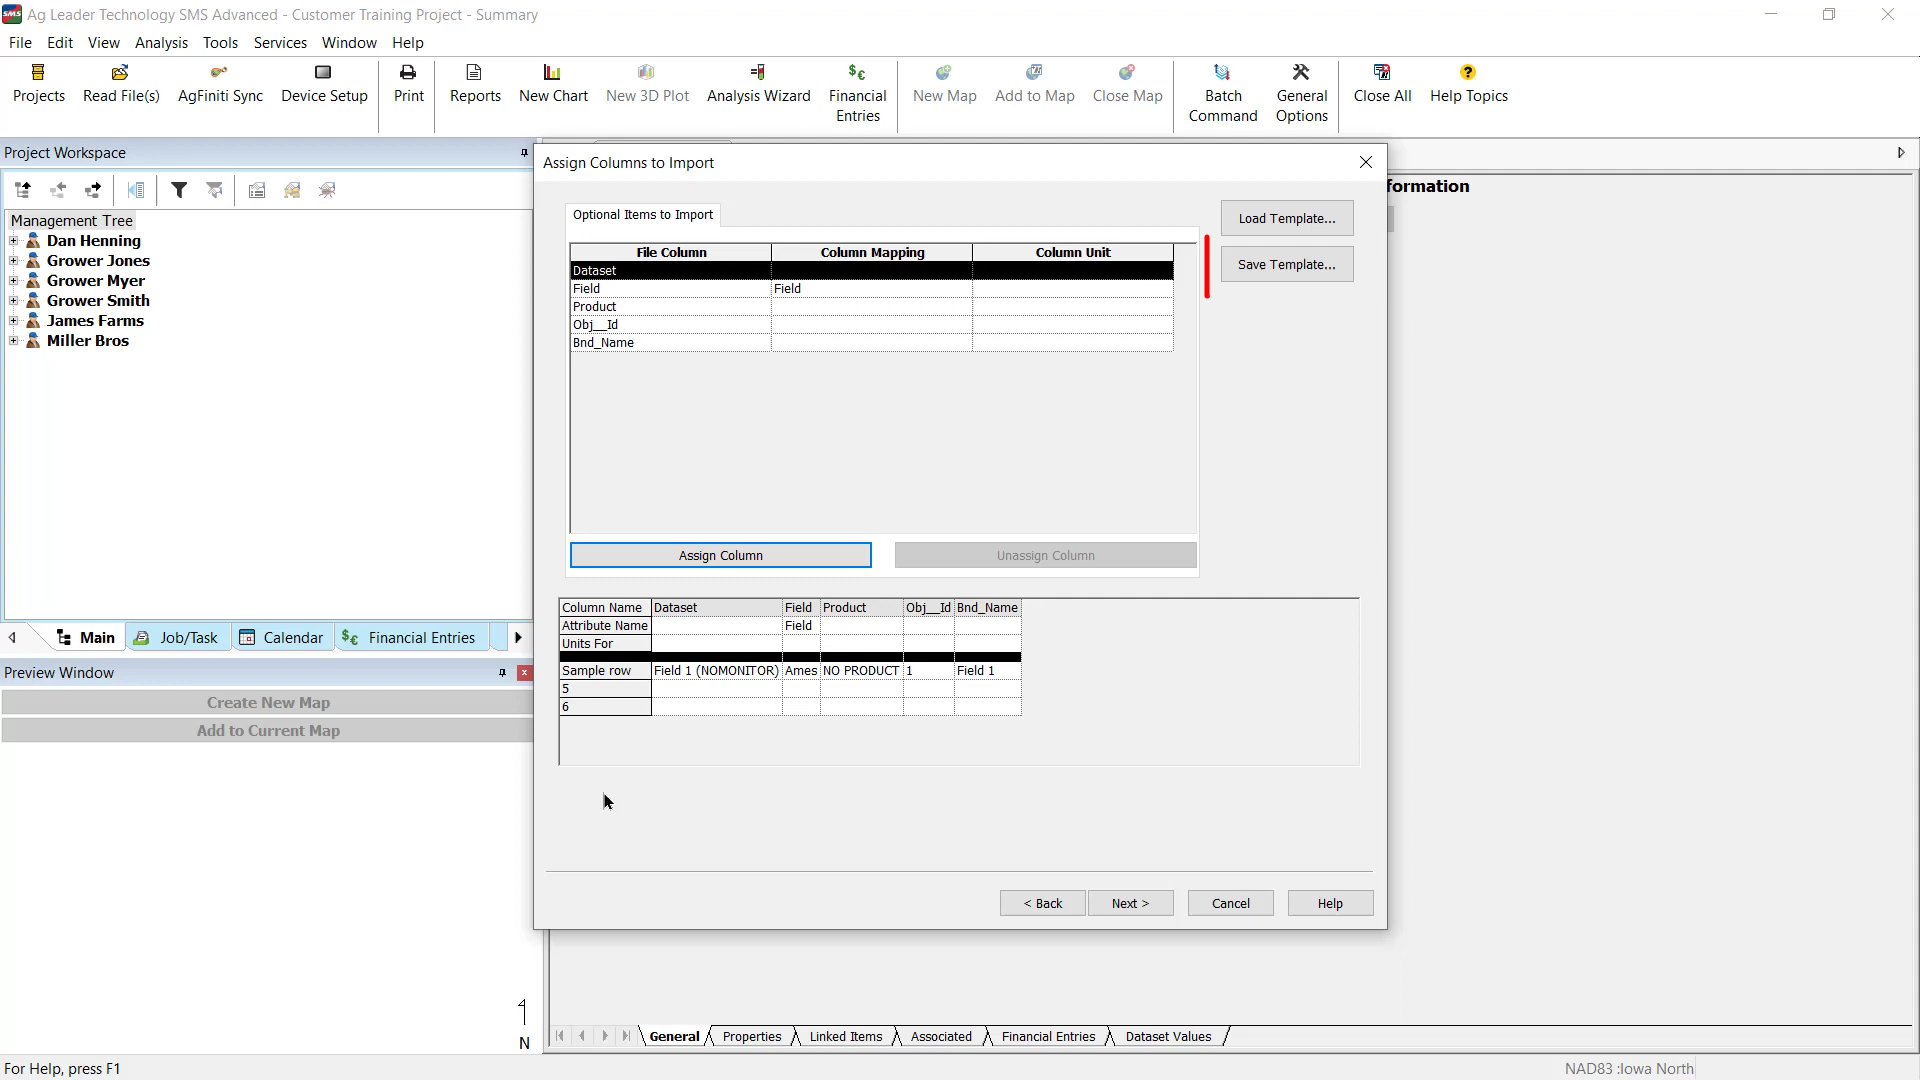 Ag Leader Technology SMS Advanced - Customer Training Project - Summary
File Edit View Analysis Tools Services Window Help
Projects Read File(s) AgFiniti Sync Device Setup Print Reports New Chart New 3D Plot Analysis Wizard Financial Entries New Map Add to Map Close Map Batch Command General Options Close All Help Topics
Project Workspace
Management Tree
Dan Henning
Grower Jones
Grower Myer
Grower Smith
James Farms
Miller Bros
Main Job/Task Calendar Financial Entries
Preview Window
Create New Map
Add to Current Map
N
Assign Columns to Import
formation
Optional Items to Import
Load Template...
Save Template...
File Column Column Mapping Column Unit
Dataset
Field Field
Product
Obj__Id
Bnd_Name
Assign Column Unassign Column
Column Name Dataset Field Product Obj__Id Bnd_Name
Attribute Name Field
Units For
Sample row Field 1 (NOMONITOR) Ames NO PRODUCT 1 Field 1
5
6
< Back Next > Cancel Help
General Properties Linked Items Associated Financial Entries Dataset Values
For Help, press F1 NAD83 :Iowa North